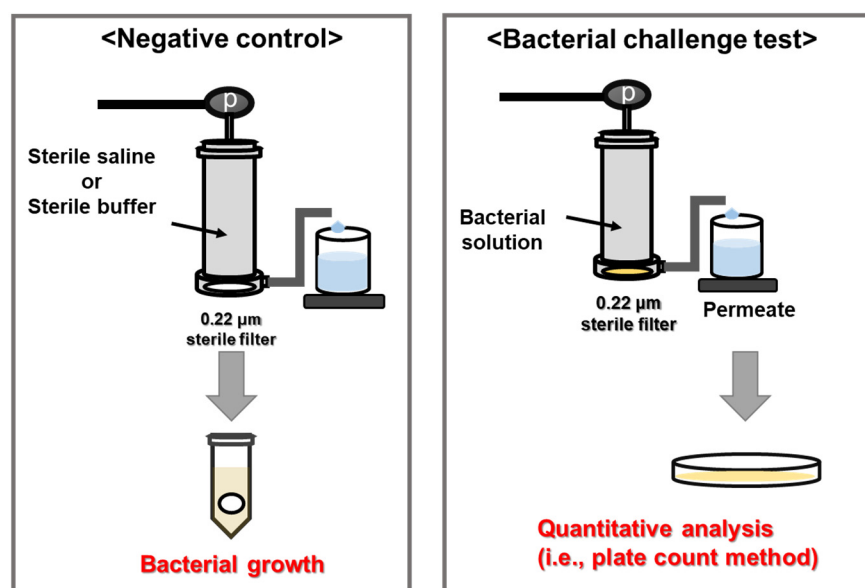 <Negative control>
p
Sterile saline
or
Sterile buffer
0.22 µm
sterile filter
Bacterial growth
<Bacterial challenge test>
p
Bacterial
solution
0.22 µm
sterile filter
Permeate
Quantitative analysis
(i.e., plate count method)